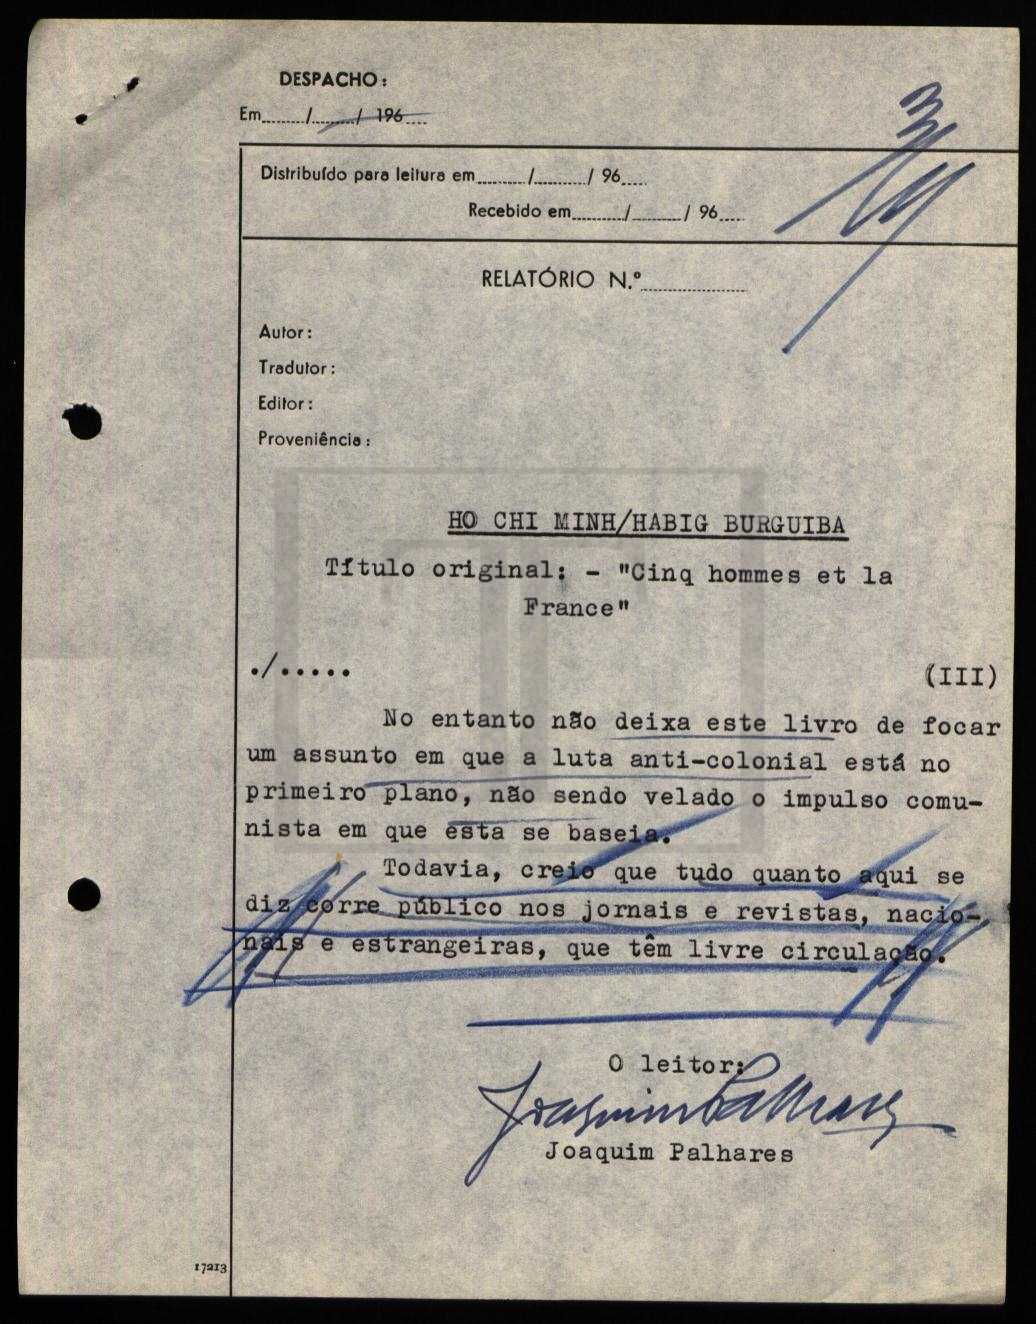 DESPACHO:
Em......../......../ 196....
Distribuído para leitura em........./........./ 96....
Recebido em........./........./ 96....
RELATÓRIO N.º....................
Autor:
Tradutor:
Editor:
Proveniência:
HO CHI MINH/HABIG BURGUIBA
Título original: - "Cinq hommes et la
France"
./.....
(III)
No entanto não deixa este livro de focar
um assunto em que a luta anti-colonial está no
primeiro plano, não sendo velado o impulso comu-
nista em que esta se baseia.
Todavia, creio que tudo quanto aqui se
diz corre público nos jornais e revistas, nacio-
nais e estrangeiras, que têm livre circulação.
O leitor:
Joaquim Palhares
Joaquim Palhares
17213